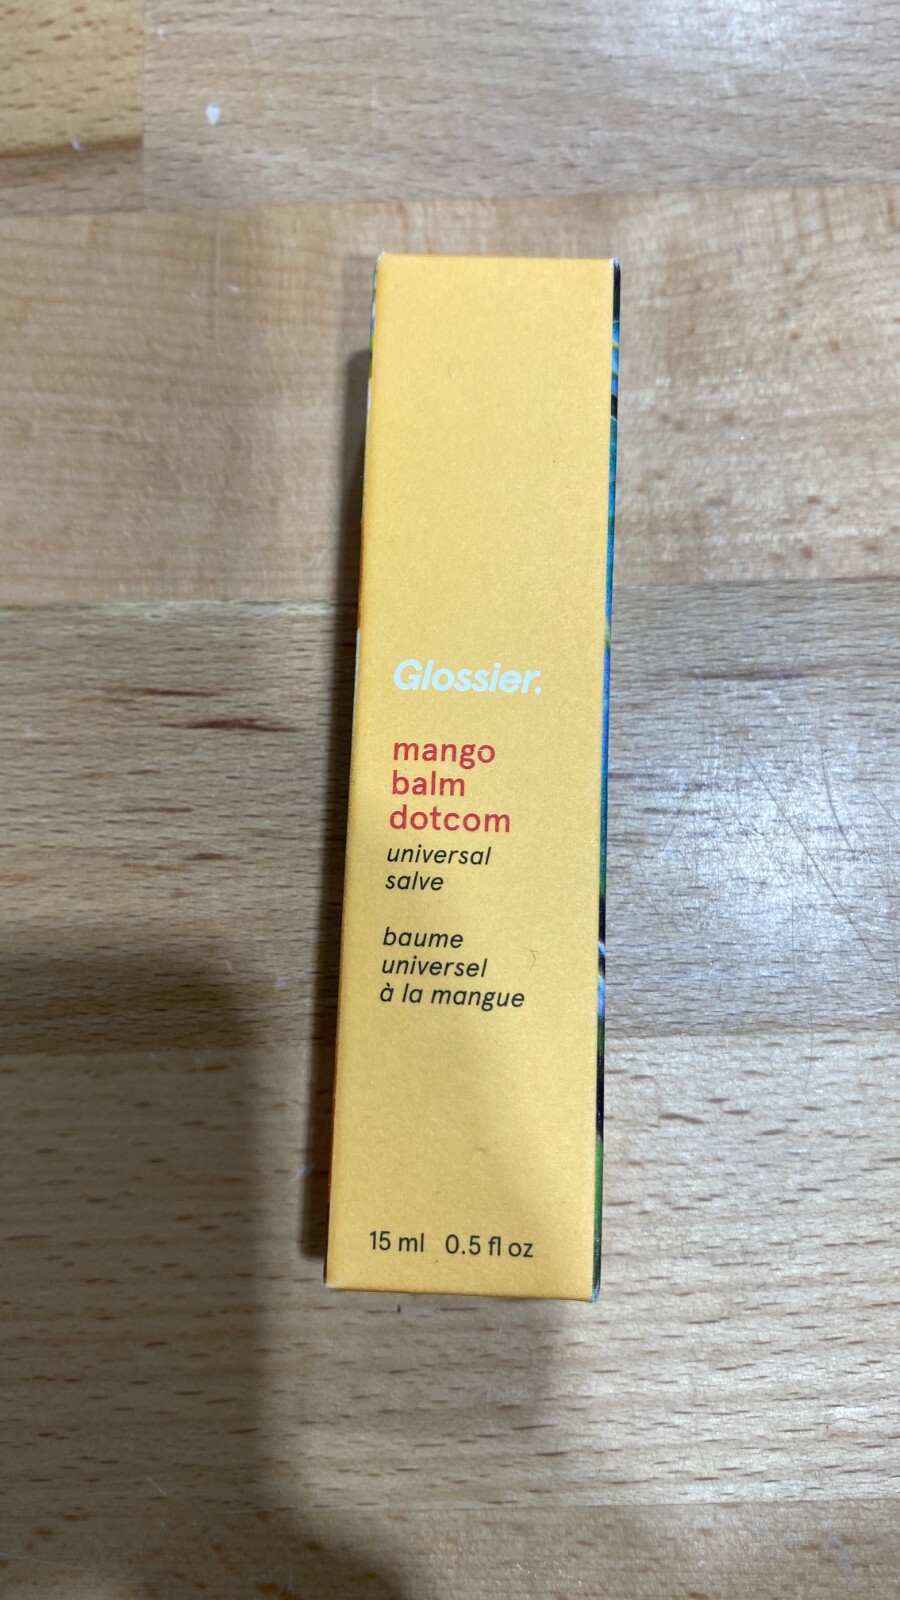 Glossier.
mango
balm
dotcom
universal
salve
baume
universel
à la mangue
15 ml 0.5 fl oz